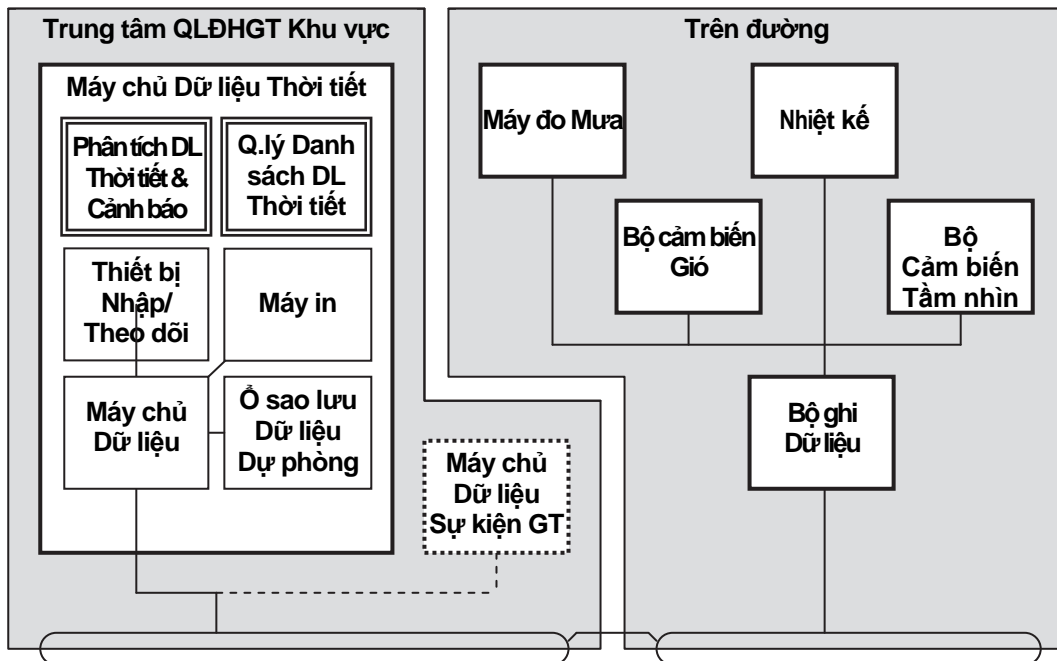 Trung tâm QLĐHGT Khu vực
Máy chủ Dữ liệu Thời tiết
Phân tích DL
Thời tiết &
Cảnh báo
Q.lý Danh
sách DL
Thời tiết
Thiết bị
Nhập/
Theo dõi
Máy in
Máy chủ
Dữ liệu
Ổ sao lưu
Dữ liệu
Dự phòng
Máy chủ
Dữ liệu
Sự kiện GT
Trên đường
Máy đo Mưa
Nhiệt kế
Bộ cảm biến
Gió
Bộ
Cảm biến
Tầm nhìn
Bộ ghi
Dữ liệu